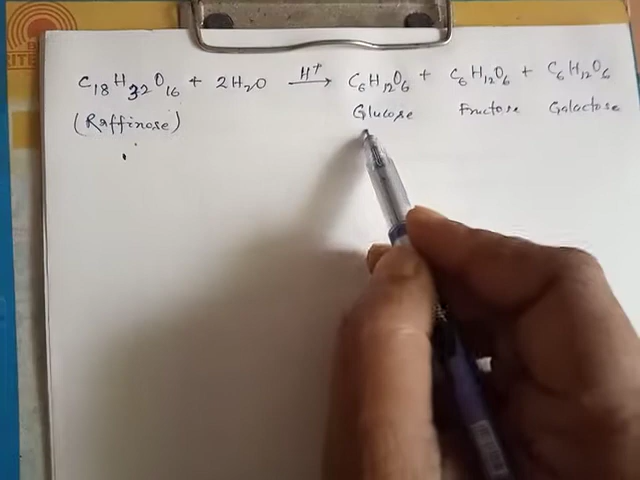 C₁₈H₃₂O₁₆ + 2H₂O —H⁺→ C₆H₁₂O₆ + C₆H₁₂O₆ + C₆H₁₂O₆
(Raffinose) Glucose Fructose Galactose